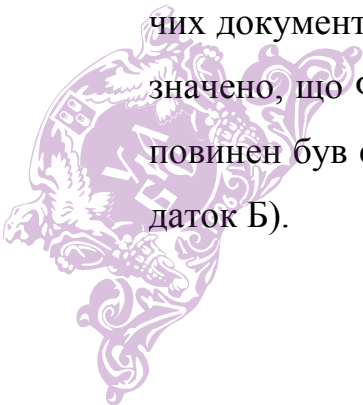 чих документ
значено, що
повинен був
даток Б).